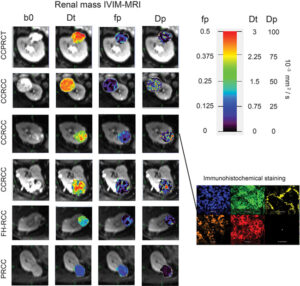 Renal mass IVIM-MRI
b0 Dt fp Dp
fp Dt Dp
CCPRCT
CCRCC
CCRCC
CCRCC
FH-RCC
PRCC
0.5 3 100
0.375 2.25 75
0.25 1.5 50
0.125 0.75 25
0 0 0
10⁻³ mm² / s
Immunohistochemical staining